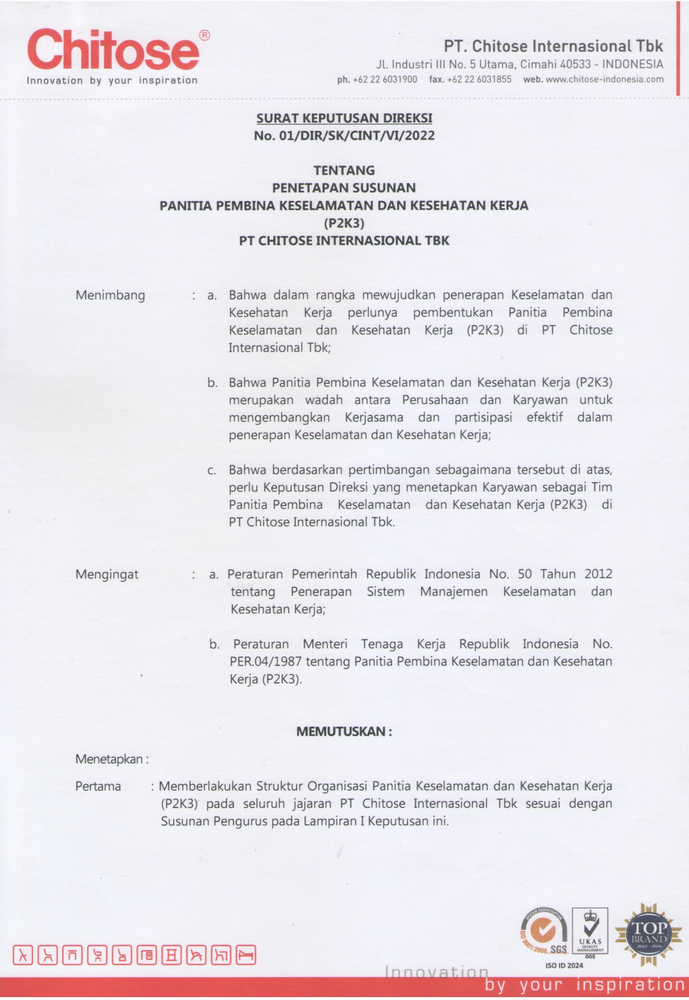 Chitose®
Innovation by your inspiration
PT. Chitose Internasional Tbk
Jl. Industri III No. 5 Utama, Cimahi 40533 - INDONESIA
ph. +62 22 6031900 fax. +62 22 6031855 web. www.chitose-indonesia.com
SURAT KEPUTUSAN DIREKSI
No. 01/DIR/SK/CINT/VI/2022
TENTANG
PENETAPAN SUSUNAN
PANITIA PEMBINA KESELAMATAN DAN KESEHATAN KERJA
(P2K3)
PT CHITOSE INTERNASIONAL TBK
Menimbang : a. Bahwa dalam rangka mewujudkan penerapan Keselamatan dan
Kesehatan Kerja perlunya pembentukan Panitia Pembina
Keselamatan dan Kesehatan Kerja (P2K3) di PT Chitose
Internasional Tbk;
b. Bahwa Panitia Pembina Keselamatan dan Kesehatan Kerja (P2K3)
merupakan wadah antara Perusahaan dan Karyawan untuk
mengembangkan Kerjasama dan partisipasi efektif dalam
penerapan Keselamatan dan Kesehatan Kerja;
c. Bahwa berdasarkan pertimbangan sebagaimana tersebut di atas,
perlu Keputusan Direksi yang menetapkan Karyawan sebagai Tim
Panitia Pembina Keselamatan dan Kesehatan Kerja (P2K3) di
PT Chitose Internasional Tbk.
Mengingat : a. Peraturan Pemerintah Republik Indonesia No. 50 Tahun 2012
tentang Penerapan Sistem Manajemen Keselamatan dan
Kesehatan Kerja;
b. Peraturan Menteri Tenaga Kerja Republik Indonesia No.
PER.04/1987 tentang Panitia Pembina Keselamatan dan Kesehatan
Kerja (P2K3).
MEMUTUSKAN :
Menetapkan :
Pertama : Memberlakukan Struktur Organisasi Panitia Keselamatan dan Kesehatan Kerja
(P2K3) pada seluruh jajaran PT Chitose Internasional Tbk sesuai dengan
Susunan Pengurus pada Lampiran I Keputusan ini.
SYSTEM CERTIFICATION
ISO 9001:2008 SGS
UKAS
QUALITY
MANAGEMENT
005
ISO ID 2024
TOP
BRAND
2012 2016
Innovation
by your inspiration